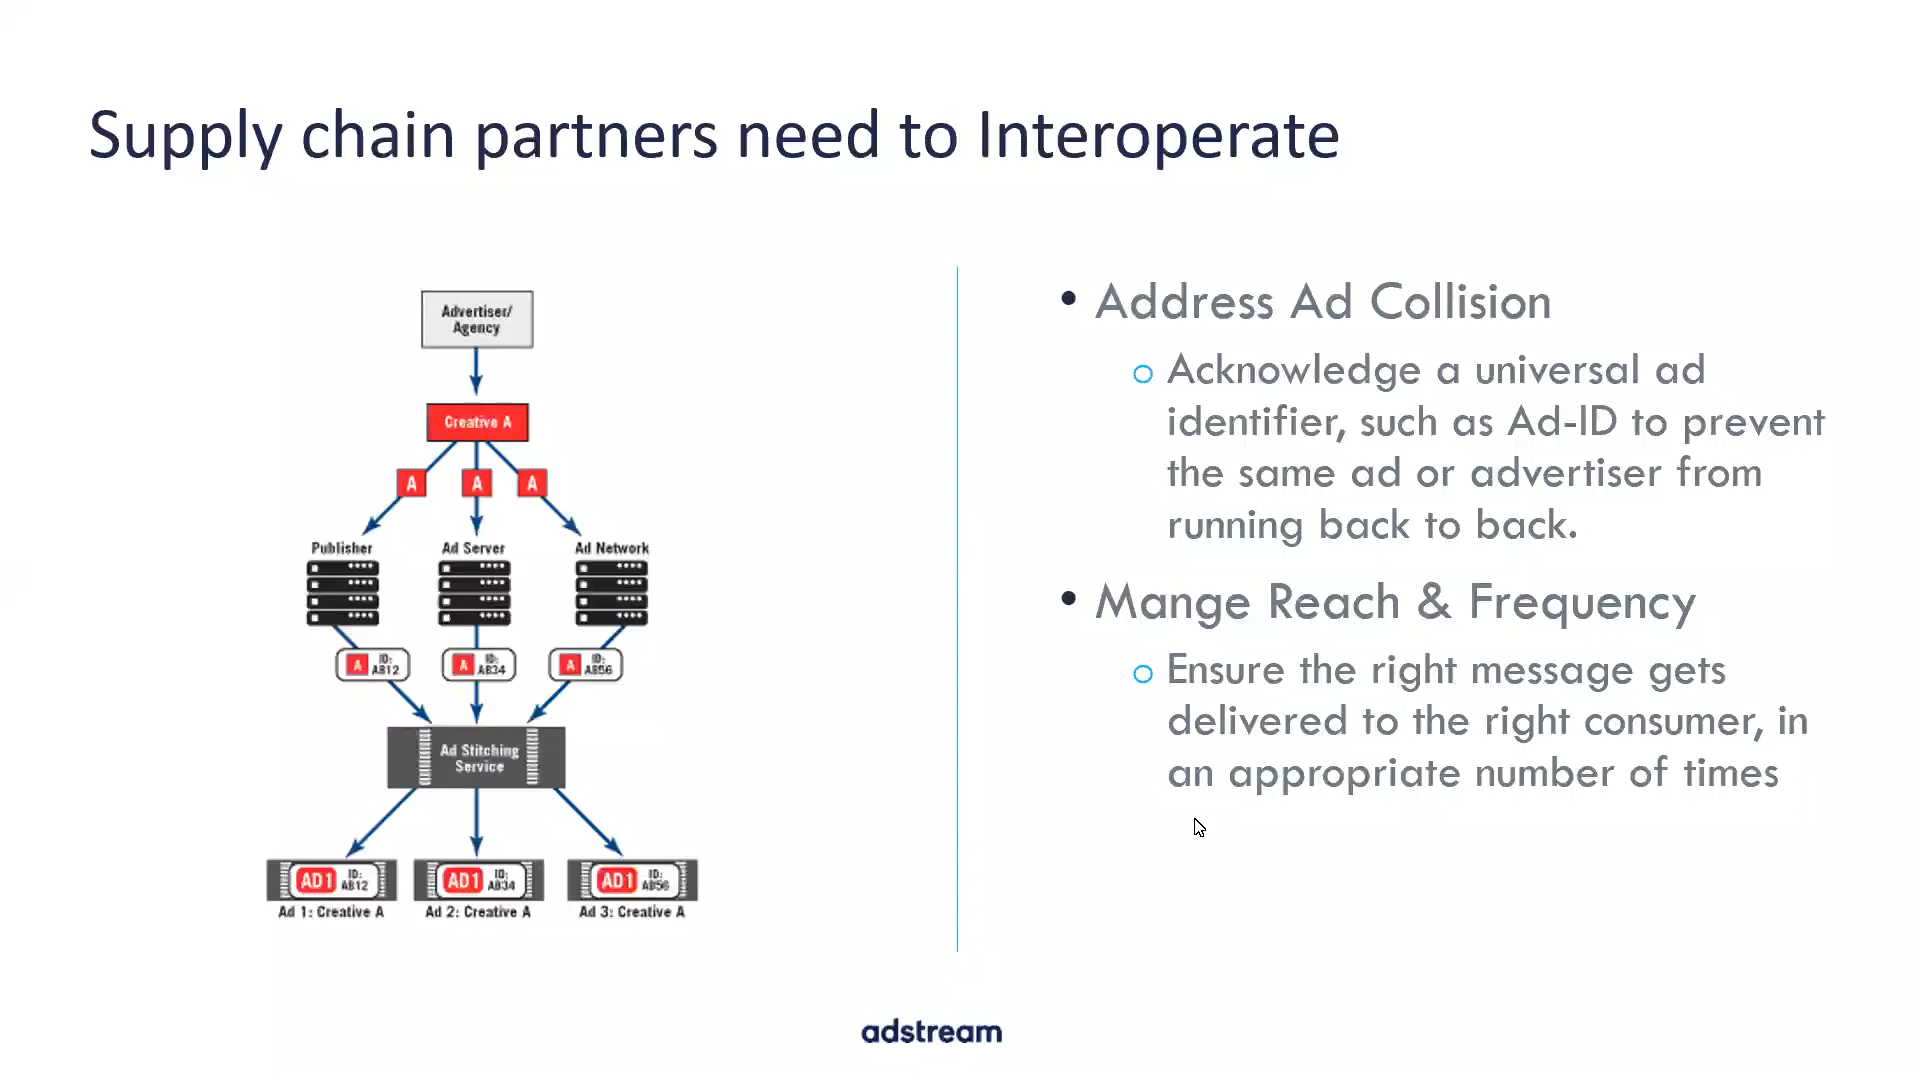 Supply chain partners need to Interoperate
Advertiser/
Agency
Creative A
A A A
Publisher Ad Server Ad Network
A ID: AB12 A ID: AB34 A ID: AB56
Ad Stitching
Service
AD1 ID: AB12 AD1 ID: AB34 AD1 ID: AB56
Ad 1: Creative A Ad 2: Creative A Ad 3: Creative A
• Address Ad Collision
o Acknowledge a universal ad
identifier, such as Ad-ID to prevent
the same ad or advertiser from
running back to back.
• Mange Reach & Frequency
o Ensure the right message gets
delivered to the right consumer, in
an appropriate number of times
adstream